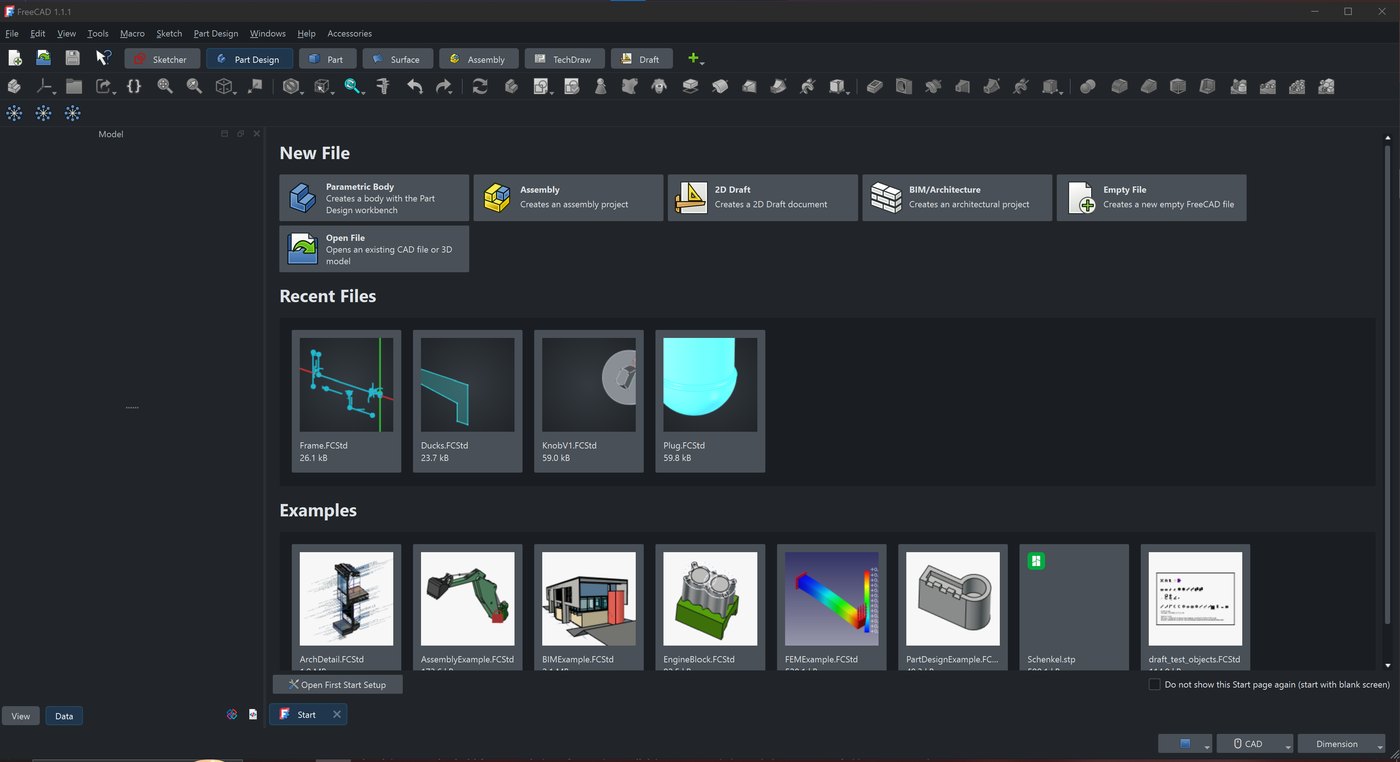 FreeCAD 1.1.1
File Edit View Tools Macro Sketch Part Design Windows Help Accessories
Sketcher Part Design Part Surface Assembly TechDraw Draft
Model
New File
Parametric Body
Creates a body with the Part
Design workbench
Assembly
Creates an assembly project
2D Draft
Creates a 2D Draft document
BIM/Architecture
Creates an architectural project
Empty File
Creates a new empty FreeCAD file
Open File
Opens an existing CAD file or 3D
model
Recent Files
Frame.FCStd
26.1 kB
Ducks.FCStd
23.7 kB
KnobV1.FCStd
59.0 kB
Plug.FCStd
59.8 kB
Examples
ArchDetail.FCStd
AssemblyExample.FCStd
BIMExample.FCStd
EngineBlock.FCStd
FEMExample.FCStd
PartDesignExample.FC...
Schenkel.stp
draft_test_objects.FCStd
Open First Start Setup
Do not show this Start page again (start with blank screen)
View Data
Start
CAD
Dimension